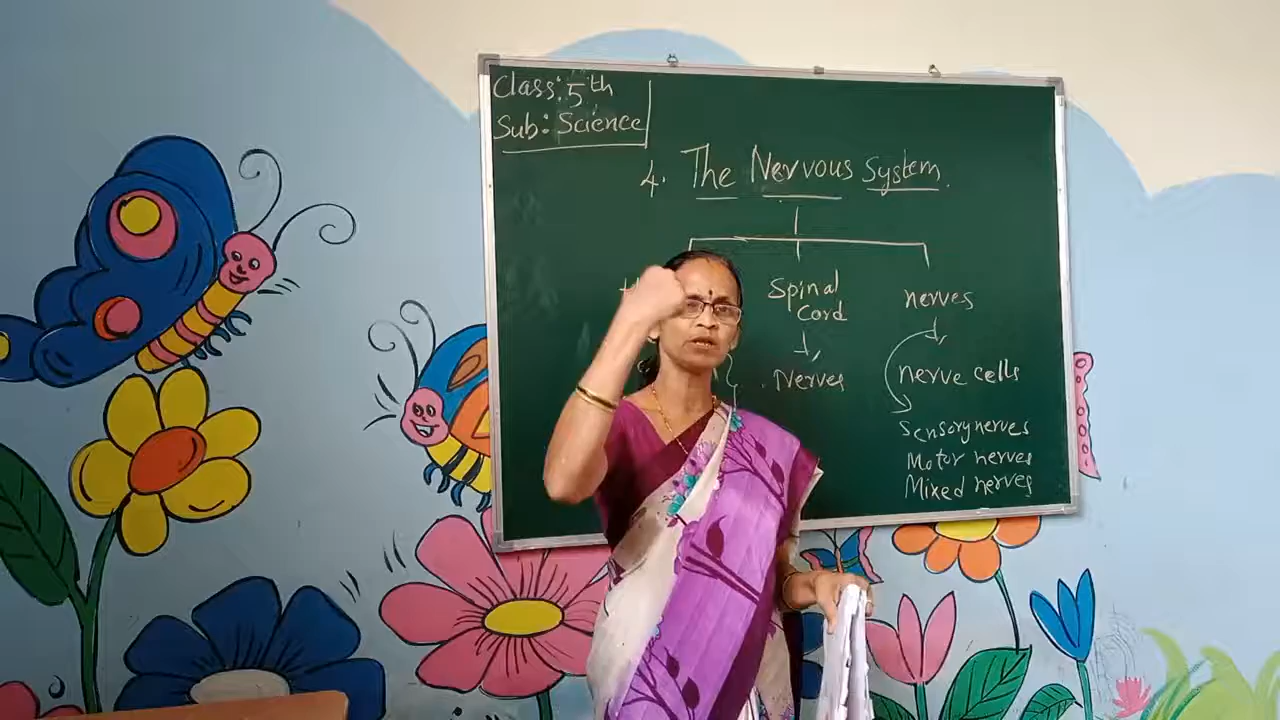 Class: 5th
Sub: Science
4. The Nervous System.
Spinal
Cord
Nerves
nerves
nerve cells
Sensory nerves
Motor nerves
Mixed nerves